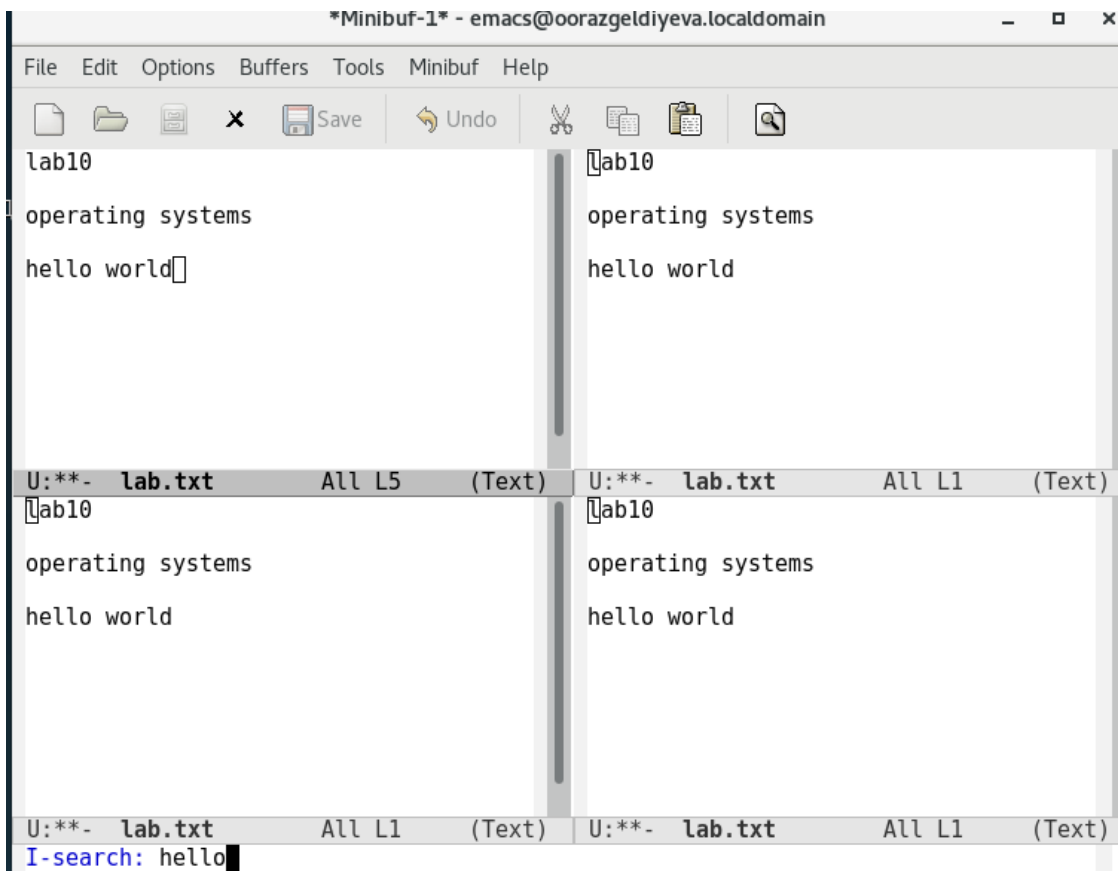 *Minibuf-1* - emacs@oorazgeldiyeva.localdomain
File Edit Options Buffers Tools Minibuf Help
Save Undo
lab10
operating systems
hello world
U:**- lab.txt All L5 (Text)
lab10
operating systems
hello world
U:**- lab.txt All L1 (Text)
lab10
operating systems
hello world
U:**- lab.txt All L1 (Text)
lab10
operating systems
hello world
U:**- lab.txt All L1 (Text)
I-search: hello